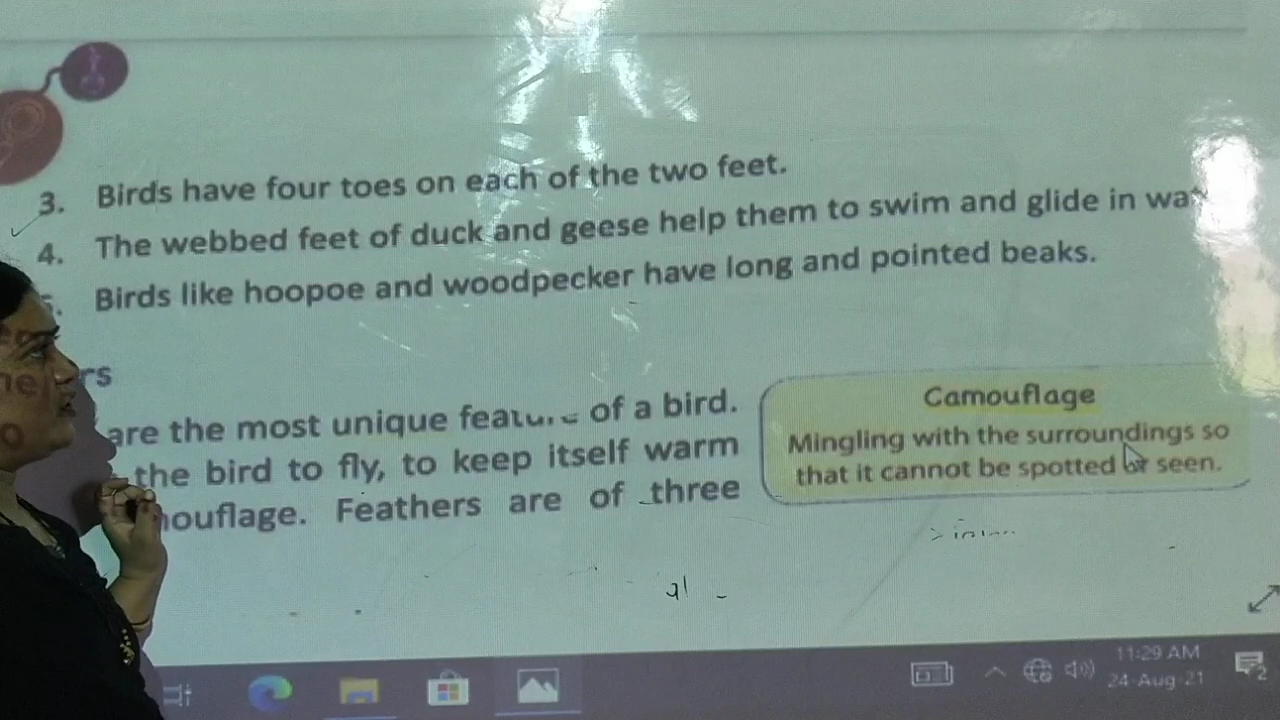 3. Birds have four toes on each of the two feet.
4. The webbed feet of duck and geese help them to swim and glide in
Birds like hoopoe and woodpecker have long and pointed beaks.
are the most unique feature of a bird.
the bird to fly, to keep itself warm
Feathers are of three
Camouflage
Mingling with the surroundings so
that it cannot be spotted or seen.
11:29 AM
24-Aug-21
2